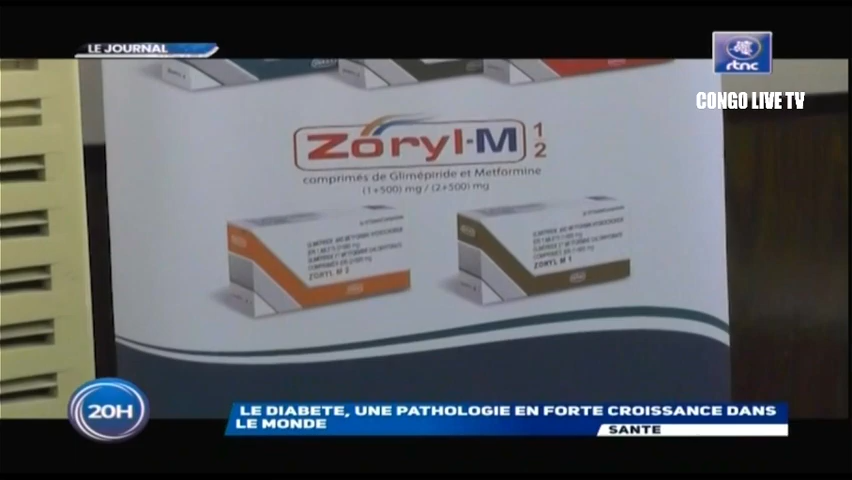 LE JOURNAL
rtnc
CONGO LIVE TV
Zoryl-M 1/2
comprimés de Glimépiride et Metformine
(1+500) mg / (2+500) mg
ZORYL M 2
ZORYL M 1
20H
LE DIABETE, UNE PATHOLOGIE EN FORTE CROISSANCE DANS
LE MONDE
SANTE